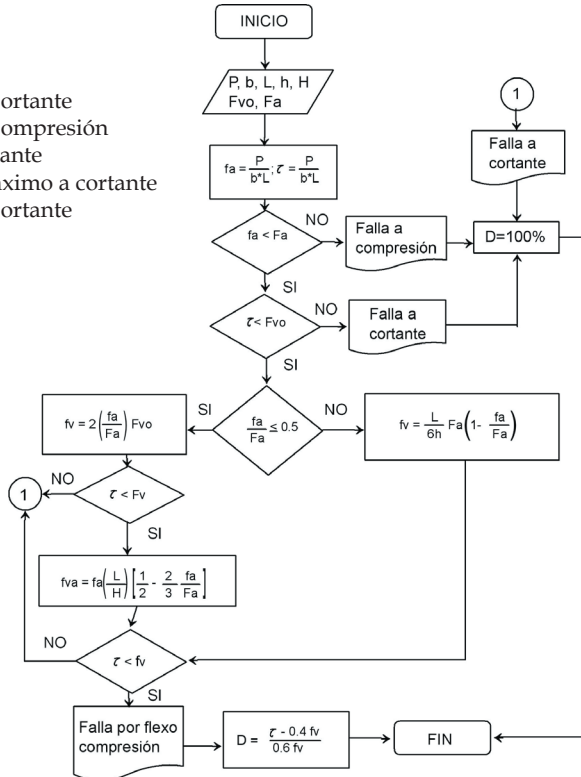 INICIO
P, b, L, h, H
Fvo, Fa
ortante
ompresión
ante
áximo a cortante
ortante
fa = P/b*L ; τ = P/b*L
fa < Fa
NO
Falla a
compresión
D=100%
1
Falla a
cortante
SI
τ < Fvo
NO
Falla a
cortante
SI
fa/Fa ≤ 0.5
SI
NO
fv = 2 (fa/Fa) Fvo
fv = L/6h Fa(1- fa/Fa)
τ < Fv
NO
1
SI
fva = fa(L/H) [1/2 - 2/3 fa/Fa]
NO
τ < fv
SI
Falla por flexo
compresión
D = τ - 0.4 fv/0.6 fv
FIN